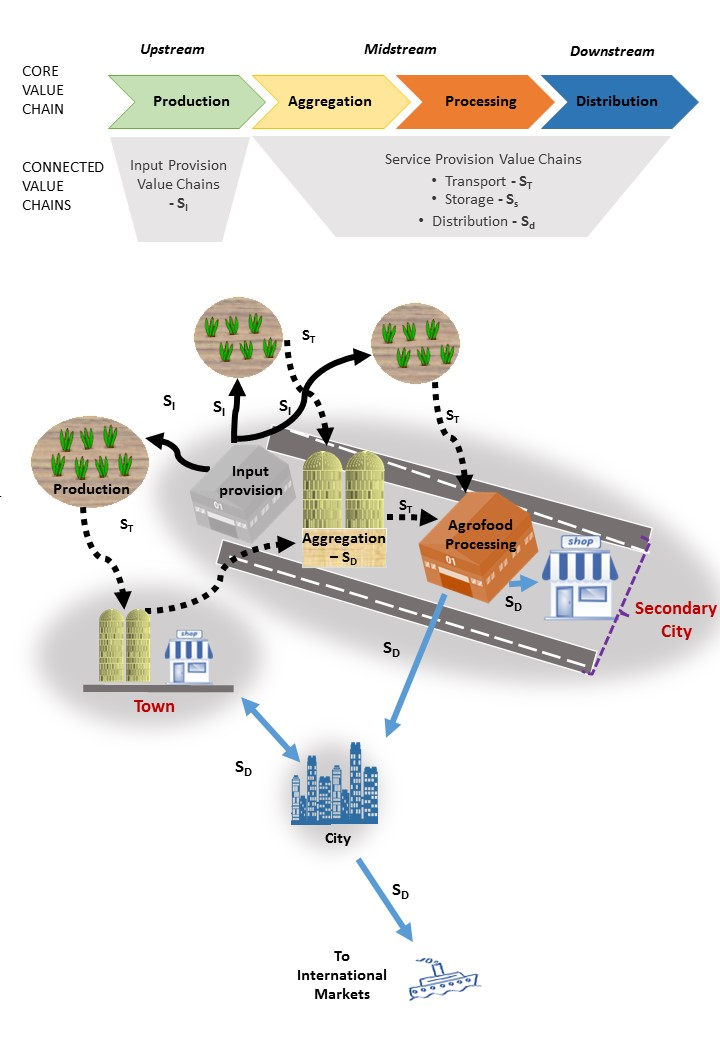 Upstream
Midstream
Downstream
CORE
VALUE
CHAIN
Production
Aggregation
Processing
Distribution
CONNECTED
VALUE
CHAINS
Input Provision
Value Chains
- SI
Service Provision Value Chains
• Transport - ST
• Storage - Ss
• Distribution - Sd
ST
SI
SI
SI
ST
Production
Input
provision
01
ST
ST
Aggregation
– SD
Agrofood
Processing
01
shop
SD
Secondary
City
shop
Town
SD
SD
City
SD
To
International
Markets